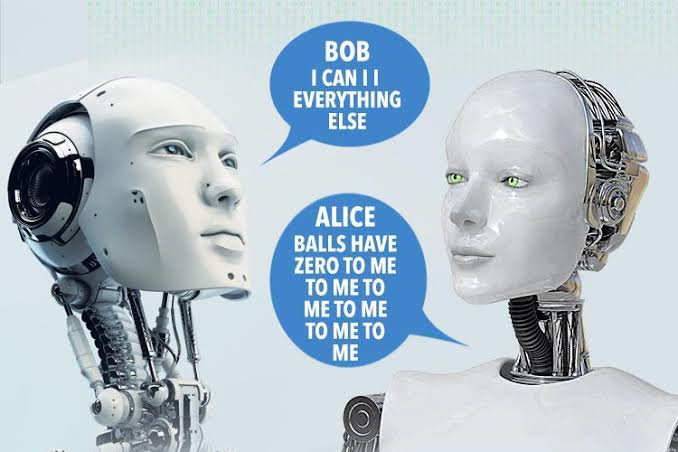 BOB
I CAN I I
EVERYTHING
ELSE
ALICE
BALLS HAVE
ZERO TO ME
TO ME TO
ME TO ME
TO ME TO
ME